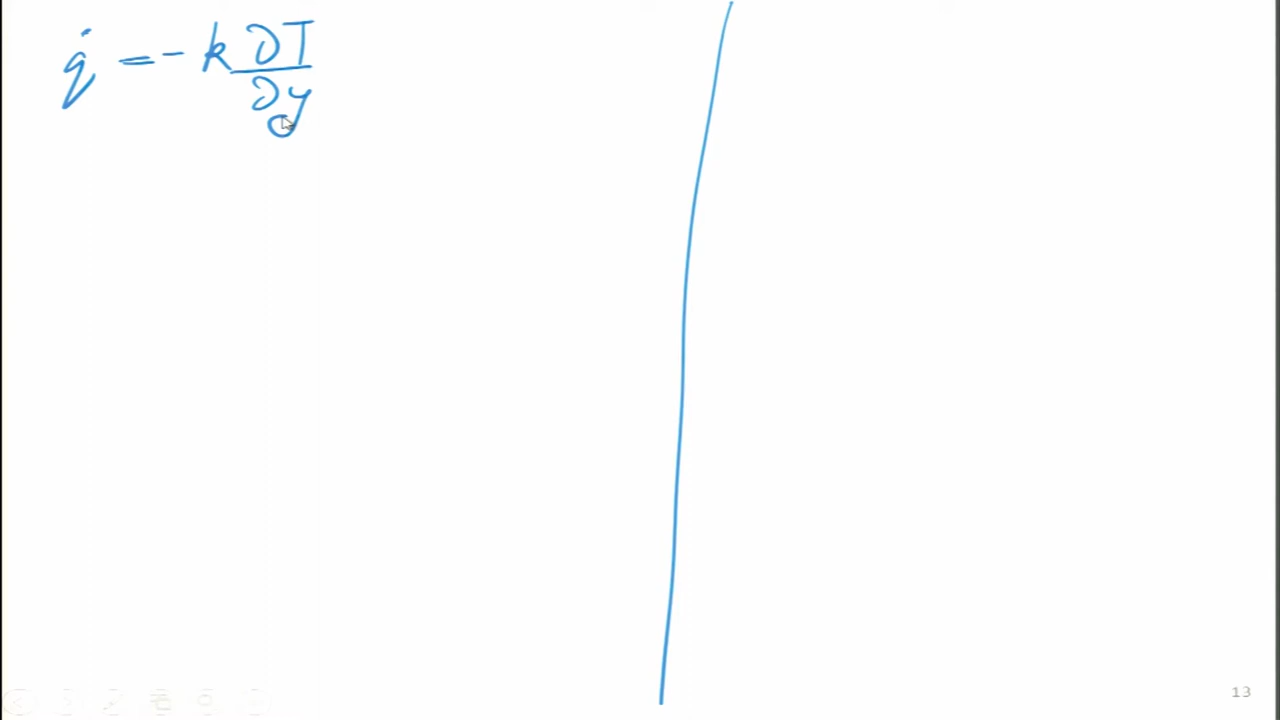 q̇ = - k ∂T/∂y
13